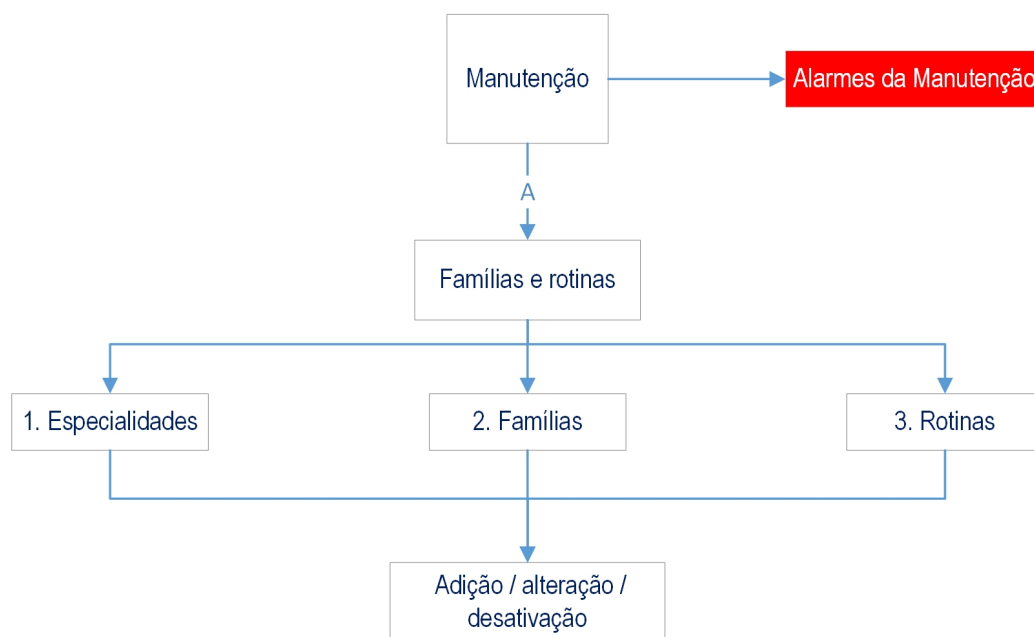 Manutenção
Alarmes da Manutenção
A
Famílias e rotinas
1. Especialidades
2. Famílias
3. Rotinas
Adição / alteração /
desativação